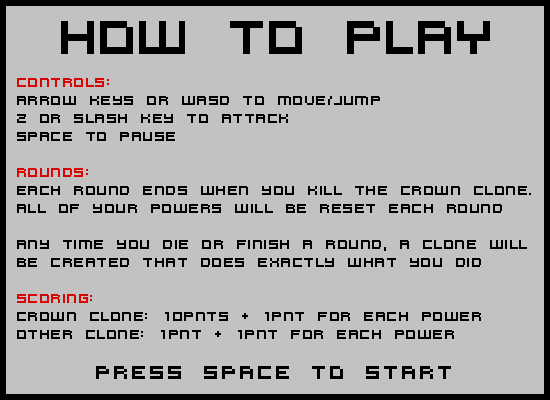 HOW TO PLAY
CONTROLS:
ARROW KEYS OR WASD TO MOVE/JUMP
Z OR SLASH KEY TO ATTACK
SPACE TO PAUSE
ROUNDS:
EACH ROUND ENDS WHEN YOU KILL THE CROWN CLONE.
ALL OF YOUR POWERS WILL BE RESET EACH ROUND
ANY TIME YOU DIE OR FINISH A ROUND, A CLONE WILL
BE CREATED THAT DOES EXACTLY WHAT YOU DID
SCORING:
CROWN CLONE: 10PNTS + 1PNT FOR EACH POWER
OTHER CLONE: 1PNT + 1PNT FOR EACH POWER
PRESS SPACE TO START